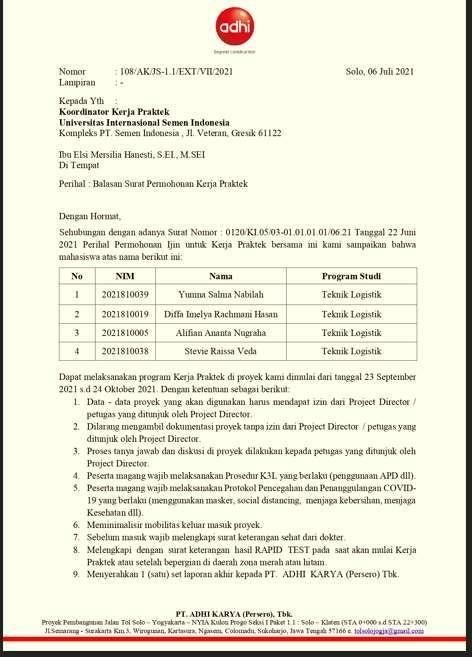 adhi
beyond construction
Nomor : 108/AK/JS-1.1/EXT/VII/2021 Solo, 06 Juli 2021
Lampiran : -
Kepada Yth :
Koordinator Kerja Praktek
Universitas Internasional Semen Indonesia
Kompleks PT. Semen Indonesia , Jl. Veteran, Gresik 61122
Ibu Elsi Mersilia Hanesti, S.EI., M.SEI
Di Tempat
Perihal : Balasan Surat Permohonan Kerja Praktek
Dengan Hormat,
Sehubungan dengan adanya Surat Nomor : 0120/KI.05/03-01.01.01.01/06.21 Tanggal 22 Juni
2021 Perihal Permohonan Ijin untuk Kerja Praktek bersama ini kami sampaikan bahwa
mahasiswa atas nama berikut ini:
No NIM Nama Program Studi
1 2021810039 Yumna Salma Nabilah Teknik Logistik
2 2021810019 Diffa Imelya Rachmani Hasan Teknik Logistik
3 2021810005 Alifian Ananta Nugraha Teknik Logistik
4 2021810038 Stevie Raissa Veda Teknik Logistik
Dapat melaksanakan program Kerja Praktek di proyek kami dimulai dari tanggal 23 September
2021 s.d 24 Oktober 2021. Dengan ketentuan sebagai berikut:
1. Data - data proyek yang akan digunakan harus mendapat izin dari Project Director /
petugas yang ditunjuk oleh Project Director.
2. Dilarang mengambil dokumentasi proyek tanpa izin dari Project Director / petugas yang
ditunjuk oleh Project Director.
3. Proses tanya jawab dan diskusi di proyek dilakukan kepada petugas yang ditunjuk oleh
Project Director.
4. Peserta magang wajib melaksanakan Prosedur K3L yang berlaku (penggunaan APD dll).
5. Peserta magang wajib melaksanakan Protokol Pencegahan dan Penanggulangan COVID-
19 yang berlaku (menggunakan masker, social distancing, menjaga kebersihan, menjaga
Kesehatan dll).
6. Meminimalisir mobilitas keluar masuk proyek.
7. Sebelum masuk wajib melengkapi surat keterangan sehat dari dokter.
8. Melengkapi dengan surat keterangan hasil RAPID TEST pada saat akan mulai Kerja
Praktek atau setelah bepergian di daerah zona merah atau hitam.
9. Menyerahkan 1 (satu) set laporan akhir kepada PT. ADHI KARYA (Persero) Tbk.
PT. ADHI KARYA (Persero), Tbk.
Proyek Pembangunan Jalan Tol Solo – Yogyakarta – NYIA Kulon Progo Seksi I Paket 1.1 : Solo – Klaten (STA 0+000 s.d STA 22+300)
Jl.Semarang - Surakarta Km.3, Wirogunan, Kartasura, Ngasem, Colomadu, Sukoharjo, Jawa Tengah 57166 e. tolsolojogja@gmail.com